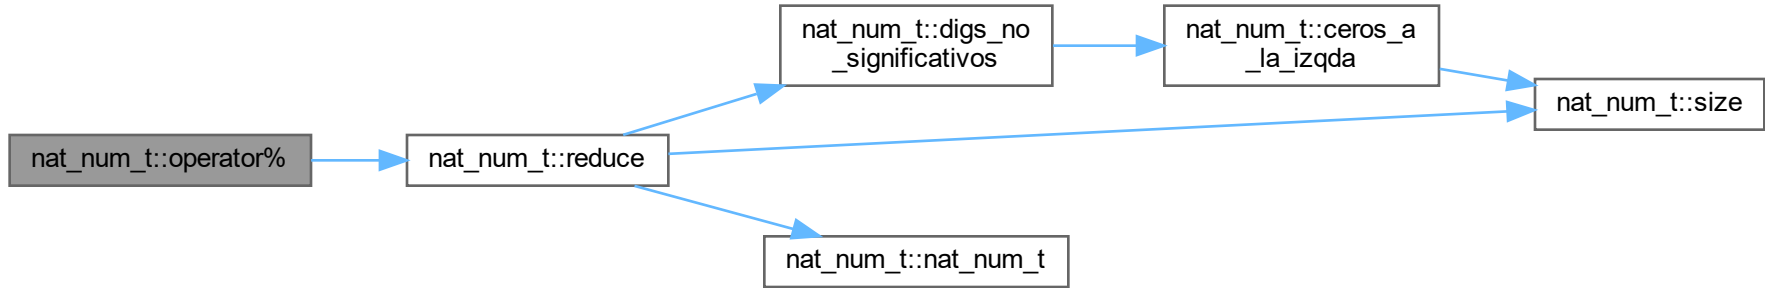 nat_num_t::operator%
nat_num_t::reduce
nat_num_t::digs_no
_significativos
nat_num_t::ceros_a
_la_izqda
nat_num_t::size
nat_num_t::nat_num_t